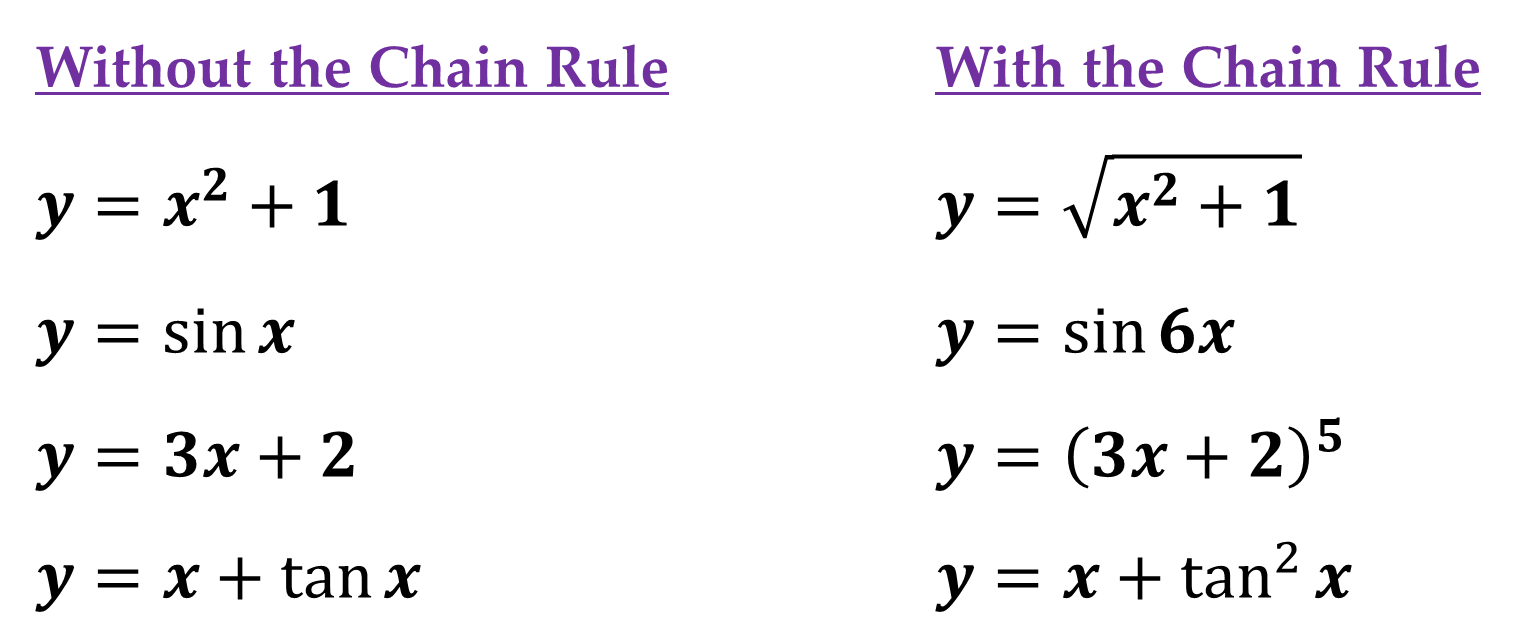 Without the Chain Rule
y = x² + 1
y = sin x
y = 3x + 2
y = x + tan x
With the Chain Rule
y = √(x² + 1)
y = sin 6x
y = (3x + 2)⁵
y = x + tan² x